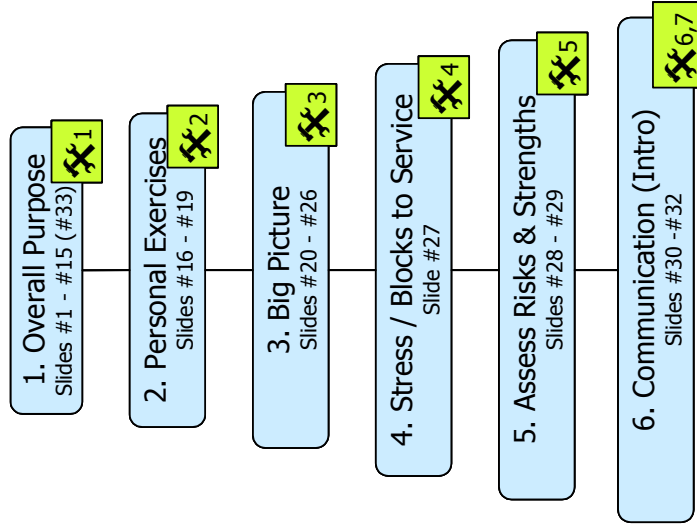 1. Overall Purpose
Slides #1 - #15 (#33)
1
2. Personal Exercises
Slides #16 - #19
2
3. Big Picture
Slides #20 - #26
3
4. Stress / Blocks to Service
Slide #27
4
5. Assess Risks & Strengths
Slides #28 - #29
5
6. Communication (Intro)
Slides #30 -#32
6,7